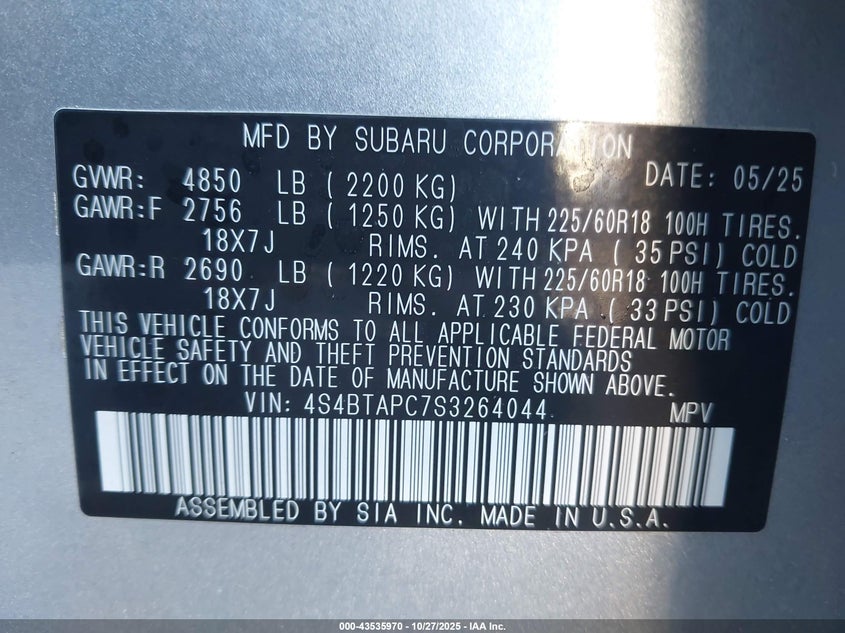 MFD BY SUBARU CORPORATION
GVWR: 4850 LB ( 2200 KG) DATE: 05/25
GAWR:F 2756 LB ( 1250 KG) WITH 225/60R18 100H TIRES.
18X7J RIMS. AT 240 KPA ( 35 PSI) COLD
GAWR:R 2690 LB ( 1220 KG) WITH 225/60R18 100H TIRES.
18X7J RIMS. AT 230 KPA ( 33 PSI) COLD
THIS VEHICLE CONFORMS TO ALL APPLICABLE FEDERAL MOTOR
VEHICLE SAFETY AND THEFT PREVENTION STANDARDS
IN EFFECT ON THE DATE OF MANUFACTURE SHOWN ABOVE.
VIN: 4S4BTAPC7S3264044 MPV
ASSEMBLED BY SIA INC. MADE IN U.S.A.
000-43535970 - 10/27/2025 - IAA Inc.